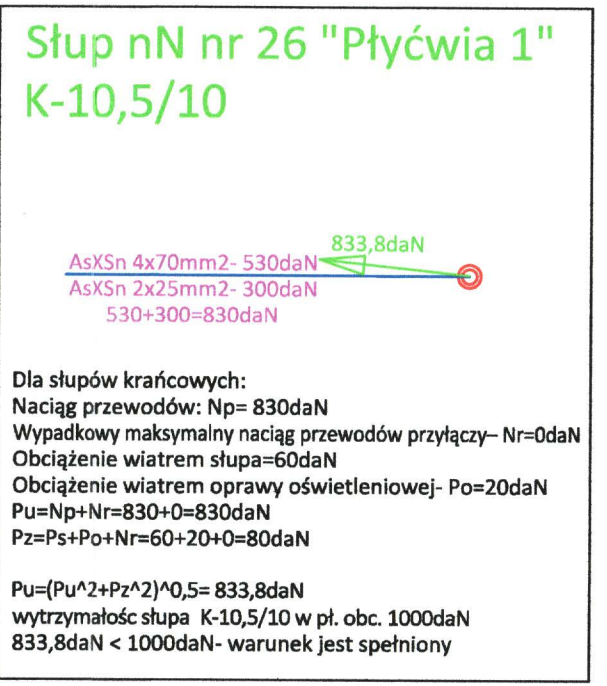 Słup nN nr 26 "Płyćwia 1"
K-10,5/10
833,8daN
AsXSn 4x70mm2- 530daN
AsXSn 2x25mm2- 300daN
530+300=830daN
Dla słupów krańcowych:
Naciąg przewodów: Np= 830daN
Wypadkowy maksymalny naciąg przewodów przyłączy– Nr=0daN
Obciążenie wiatrem słupa=60daN
Obciążenie wiatrem oprawy oświetleniowej- Po=20daN
Pu=Np+Nr=830+0=830daN
Pz=Ps+Po+Nr=60+20+0=80daN
Pu=(Pu^2+Pz^2)^0,5= 833,8daN
wytrzymałośc słupa  K-10,5/10 w pł. obc. 1000daN
833,8daN < 1000daN- warunek jest spełniony